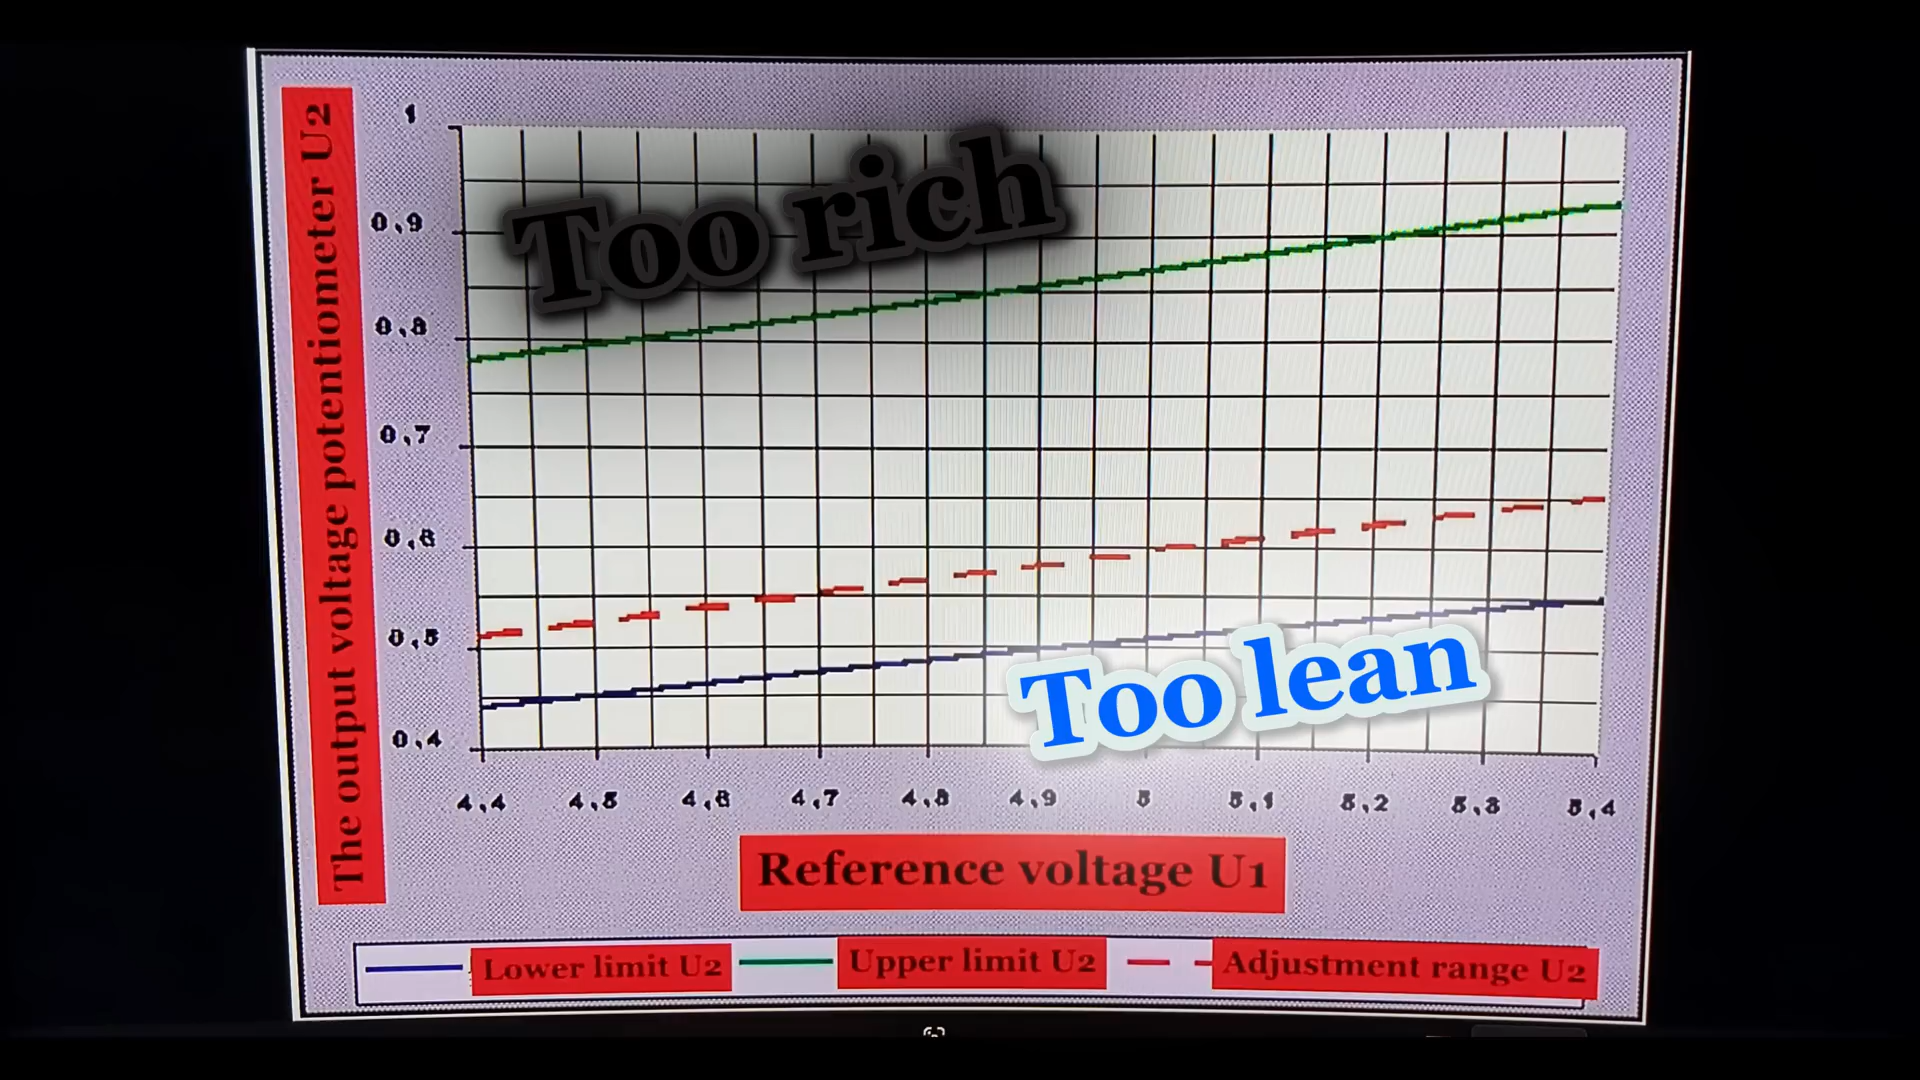 The output voltage potentiometer U2
1
0,9
0,8
0,7
0,6
0,5
0,4
Too rich
Too lean
4,4 4,5 4,6 4,7 4,8 4,9 5 5,1 5,2 5,3 5,4
Reference voltage U1
Lower limit U2 Upper limit U2 Adjustment range U2